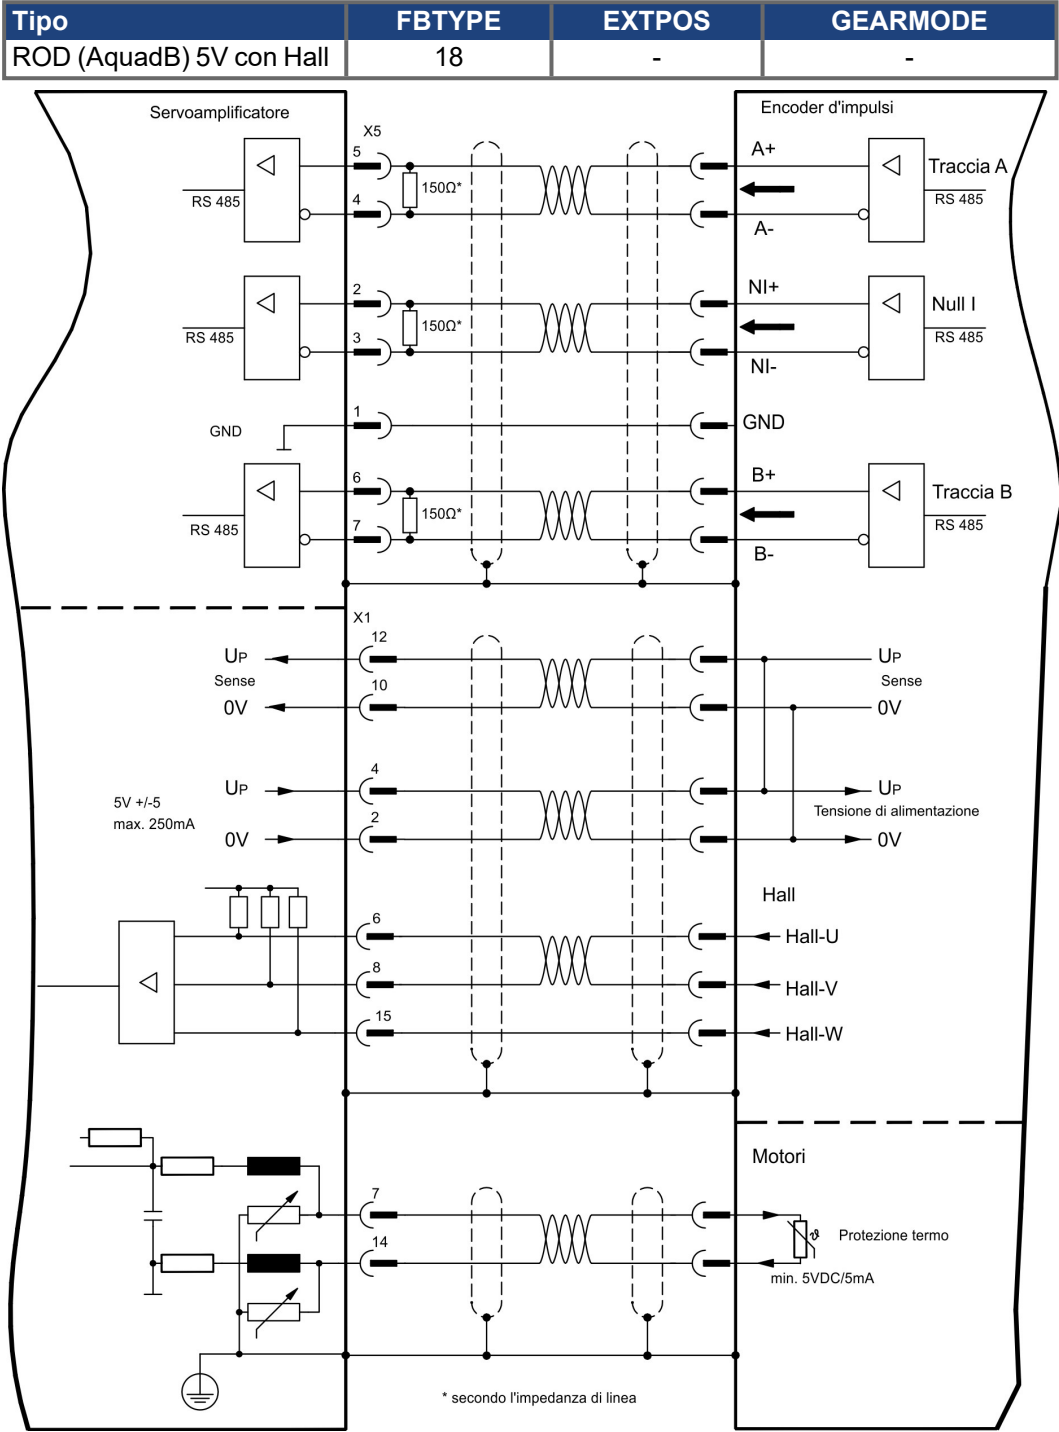 Tipo FBTYPE EXTPOS GEARMODE
ROD (AquadB) 5V con Hall 18 - -
Servoamplificatore
Encoder d'impulsi
X5
5
A+
Traccia A
RS 485
150Ω*
RS 485
4
A-
2
NI+
Null I
RS 485
150Ω*
RS 485
3
NI-
1
GND
GND
6
B+
Traccia B
RS 485
150Ω*
RS 485
7
B-
X1
12
UP
UP
Sense
Sense
10
0V
0V
4
UP
UP
5V +/-5
max. 250mA
Tensione di alimentazione
2
0V
0V
Hall
6
Hall-U
8
Hall-V
15
Hall-W
Motori
7
ϑ
Protezione termo
14
min. 5VDC/5mA
* secondo l'impedanza di linea